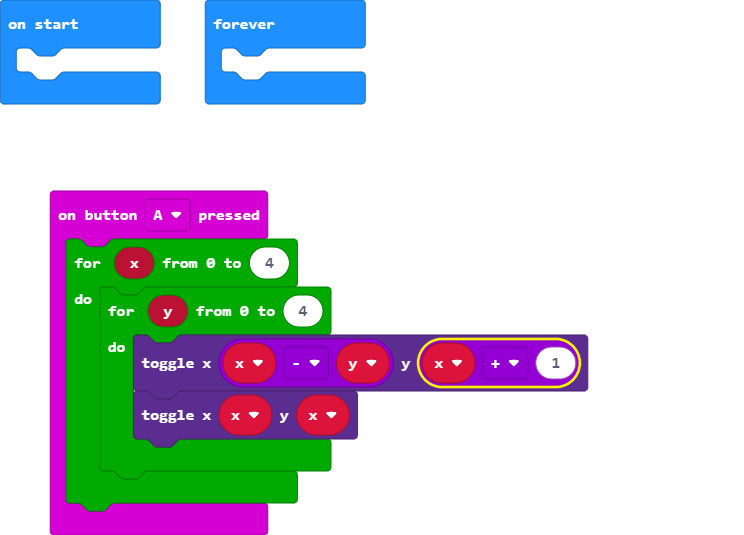 on start
forever
on button A pressed
for x from 0 to 4
do
for y from 0 to 4
do
toggle x x - y y x + 1
toggle x x y x